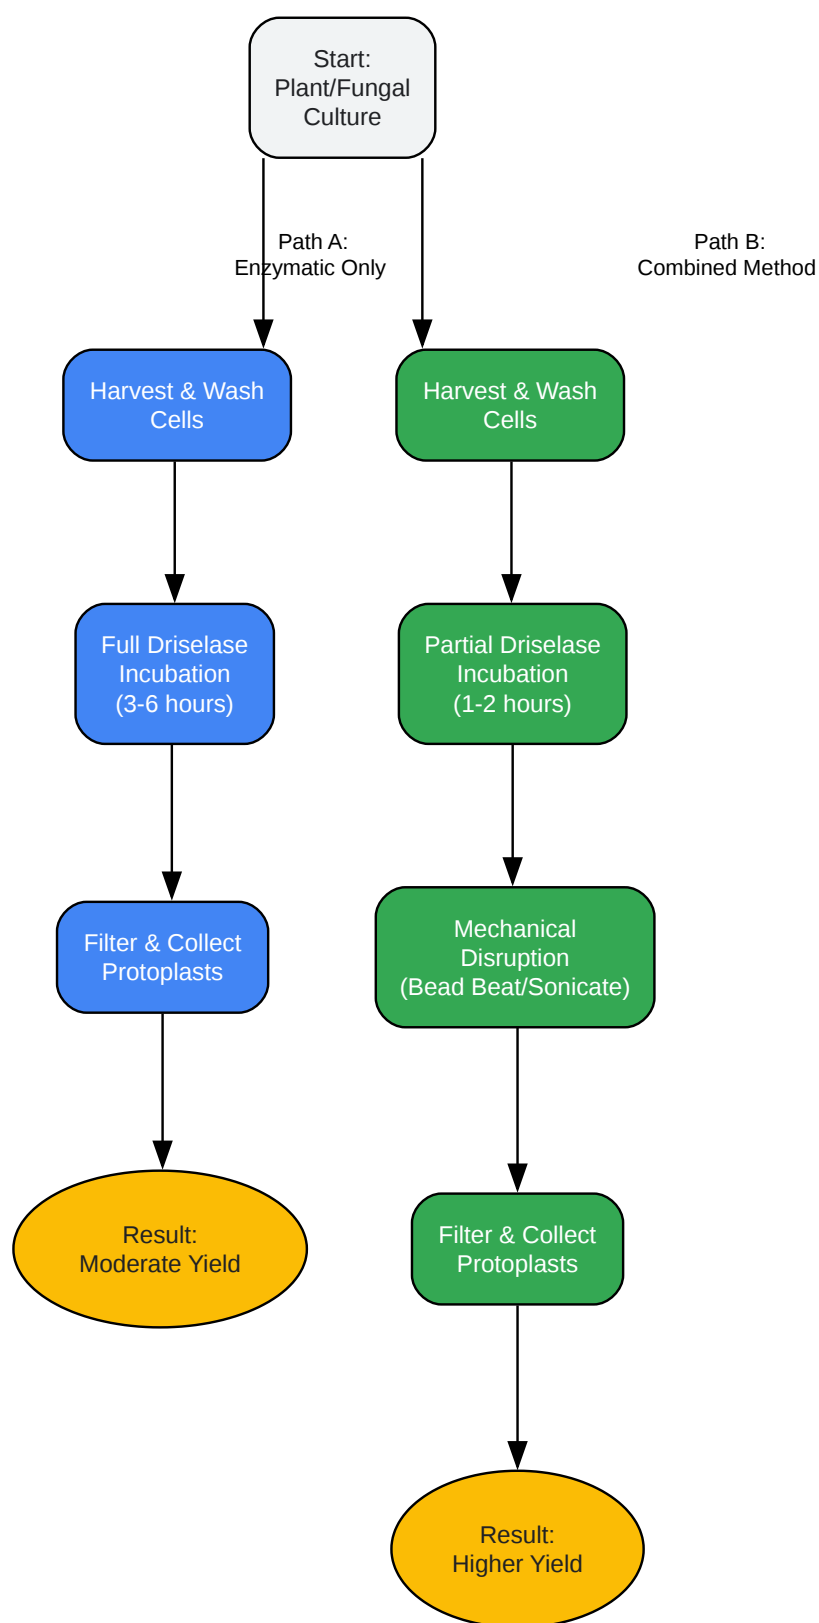 Start:
Plant/Fungal
Culture
Path A:
Enzymatic Only
Path B:
Combined Method
Harvest & Wash
Cells
Harvest & Wash
Cells
Full Driselase
Incubation
(3-6 hours)
Partial Driselase
Incubation
(1-2 hours)
Filter & Collect
Protoplasts
Mechanical
Disruption
(Bead Beat/Sonicate)
Result:
Moderate Yield
Filter & Collect
Protoplasts
Result:
Higher Yield